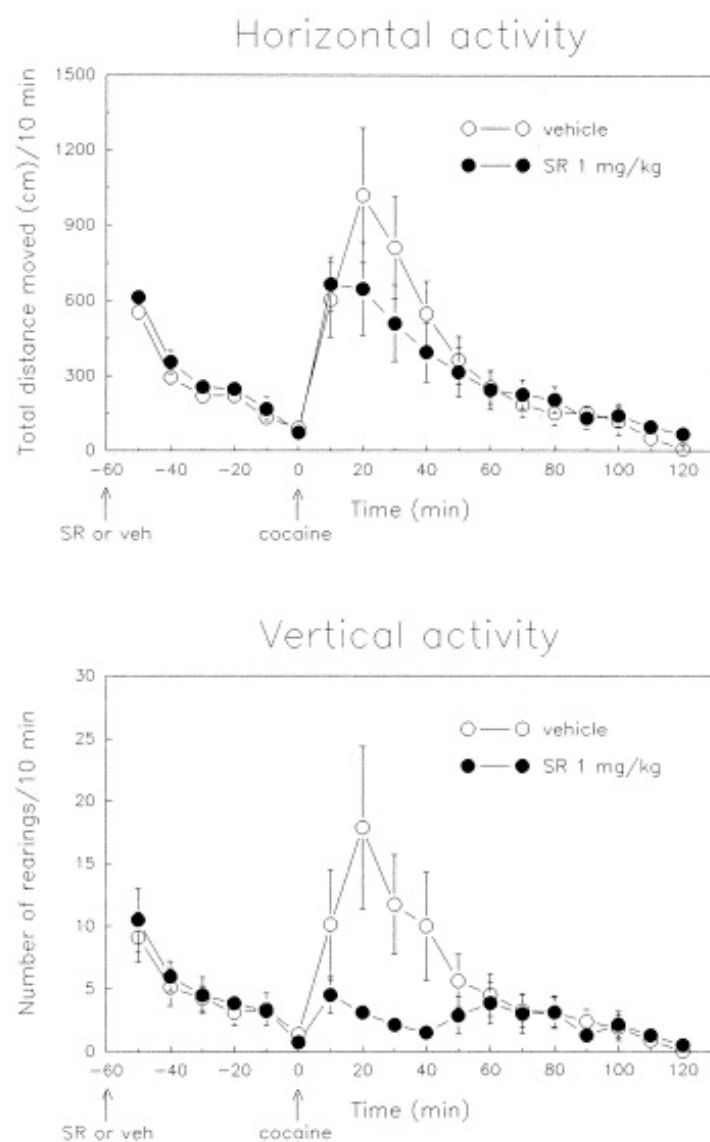 Horizontal activity
Total distance moved (cm)/10 min
1500
1200
900
600
300
0
vehicle
SR 1 mg/kg
−60 −40 −20 0 20 40 60 80 100 120
Time (min)
SR or veh cocaine
Vertical activity
Number of rearings/10 min
30
25
20
15
10
5
0
vehicle
SR 1 mg/kg
−60 −40 −20 0 20 40 60 80 100 120
Time (min)
SR or veh cocaine